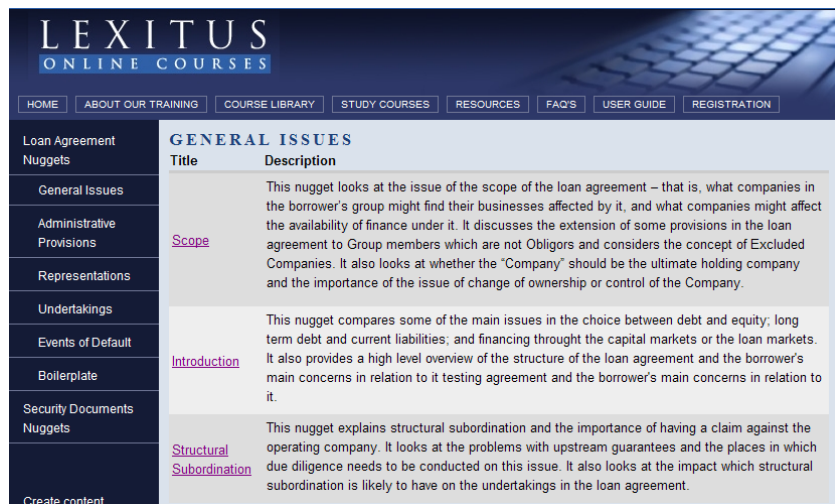 LEXITUS
ONLINE COURSES
HOME ABOUT OUR TRAINING COURSE LIBRARY STUDY COURSES RESOURCES FAQ'S USER GUIDE REGISTRATION
Loan Agreement
Nuggets
General Issues
Administrative
Provisions
Representations
Undertakings
Events of Default
Boilerplate
Security Documents
Nuggets
Create content
GENERAL ISSUES
Title Description
Scope
This nugget looks at the issue of the scope of the loan agreement – that is, what companies in
the borrower's group might find their businesses affected by it, and what companies might affect
the availability of finance under it. It discusses the extension of some provisions in the loan
agreement to Group members which are not Obligors and considers the concept of Excluded
Companies. It also looks at whether the “Company” should be the ultimate holding company
and the importance of the issue of change of ownership or control of the Company.
Introduction
This nugget compares some of the main issues in the choice between debt and equity; long
term debt and current liabilities; and financing throught the capital markets or the loan markets.
It also provides a high level overview of the structure of the loan agreement and the borrower's
main concerns in relation to it testing agreement and the borrower's main concerns in relation to
it.
Structural
Subordination
This nugget explains structural subordination and the importance of having a claim against the
operating company. It looks at the problems with upstream guarantees and the places in which
due diligence needs to be conducted on this issue. It also looks at the impact which structural
subordination is likely to have on the undertakings in the loan agreement.